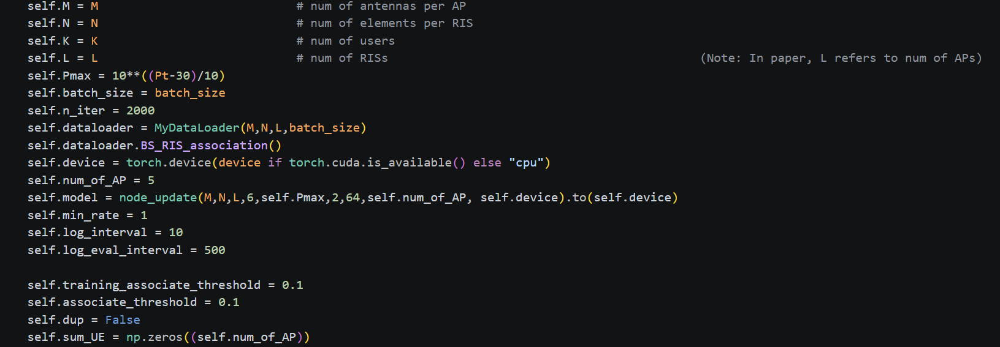 self.M = M # num of antennas per AP
self.N = N # num of elements per RIS
self.K = K # num of users
self.L = L # num of RISs (Note: In paper, L refers to num of APs)
self.Pmax = 10**((Pt-30)/10)
self.batch_size = batch_size
self.n_iter = 2000
self.dataloader = MyDataLoader(M,N,L,batch_size)
self.dataloader.BS_RIS_association()
self.device = torch.device(device if torch.cuda.is_available() else "cpu")
self.num_of_AP = 5
self.model = node_update(M,N,L,6,self.Pmax,2,64,self.num_of_AP, self.device).to(self.device)
self.min_rate = 1
self.log_interval = 10
self.log_eval_interval = 500
self.training_associate_threshold = 0.1
self.associate_threshold = 0.1
self.dup = False
self.sum_UE = np.zeros((self.num_of_AP))